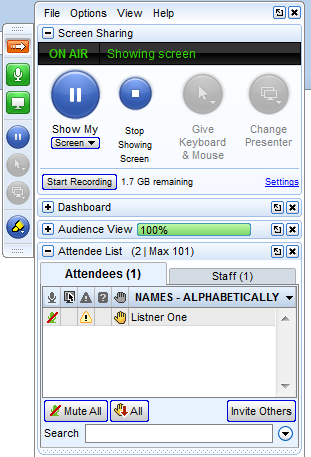 File Options View Help
Screen Sharing
ON AIR Showing screen
Show My
Screen
Stop
Showing
Screen
Give
Keyboard
& Mouse
Change
Presenter
Start Recording 1.7 GB remaining Settings
Dashboard
Audience View 100%
Attendee List (2 | Max 101)
Attendees (1) Staff (1)
NAMES - ALPHABETICALLY
Listner One
Mute All All Invite Others
Search